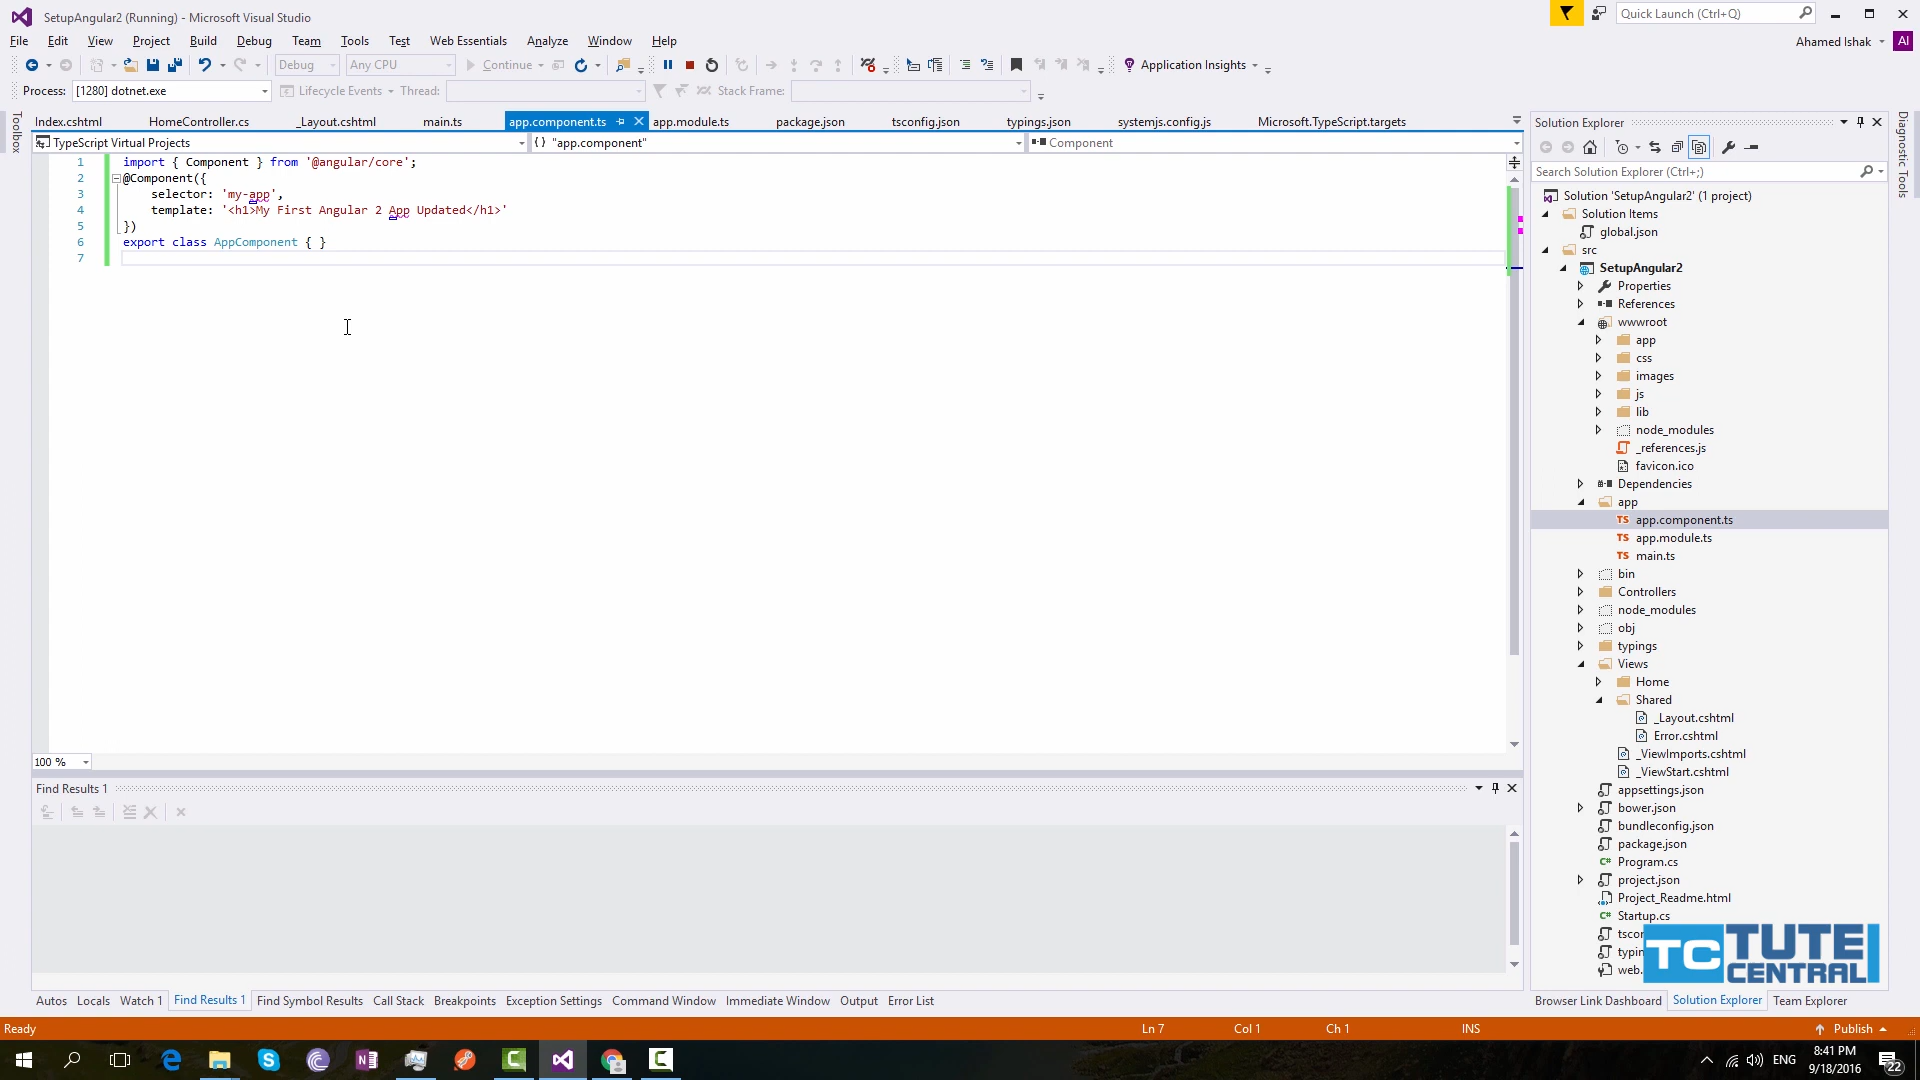 SetupAngular2 (Running) - Microsoft Visual Studio
Quick Launch (Ctrl+Q)
File Edit View Project Build Debug Team Tools Test Web Essentials Analyze Window Help
Ahamed Ishak AI
Debug Any CPU Continue Application Insights
Process: [1280] dotnet.exe Lifecycle Events Thread: Stack Frame:
Toolbox
Index.cshtml HomeController.cs _Layout.cshtml main.ts app.component.ts app.module.ts package.json tsconfig.json typings.json systemjs.config.js Microsoft.TypeScript.targets
TypeScript Virtual Projects {} "app.component" Component
1 import { Component } from '@angular/core';
2 @Component({
3 selector: 'my-app',
4 template: '<h1>My First Angular 2 App Updated</h1>'
5 })
6 export class AppComponent { }
7
100 %
Find Results 1
Autos Locals Watch 1 Find Results 1 Find Symbol Results Call Stack Breakpoints Exception Settings Command Window Immediate Window Output Error List
Solution Explorer
Search Solution Explorer (Ctrl+;)
Solution 'SetupAngular2' (1 project)
Solution Items
global.json
src
SetupAngular2
Properties
References
wwwroot
app
css
images
js
lib
node_modules
_references.js
favicon.ico
Dependencies
app
TS app.component.ts
TS app.module.ts
TS main.ts
bin
Controllers
node_modules
obj
typings
Views
Home
Shared
_Layout.cshtml
Error.cshtml
_ViewImports.cshtml
_ViewStart.cshtml
appsettings.json
bower.json
bundleconfig.json
package.json
C# Program.cs
project.json
Project_Readme.html
C# Startup.cs
TC TUTE CENTRAL
Browser Link Dashboard Solution Explorer Team Explorer
Diagnostic Tools
Ready Ln 7 Col 1 Ch 1 INS Publish
ENG
8:41 PM
9/18/2016
22